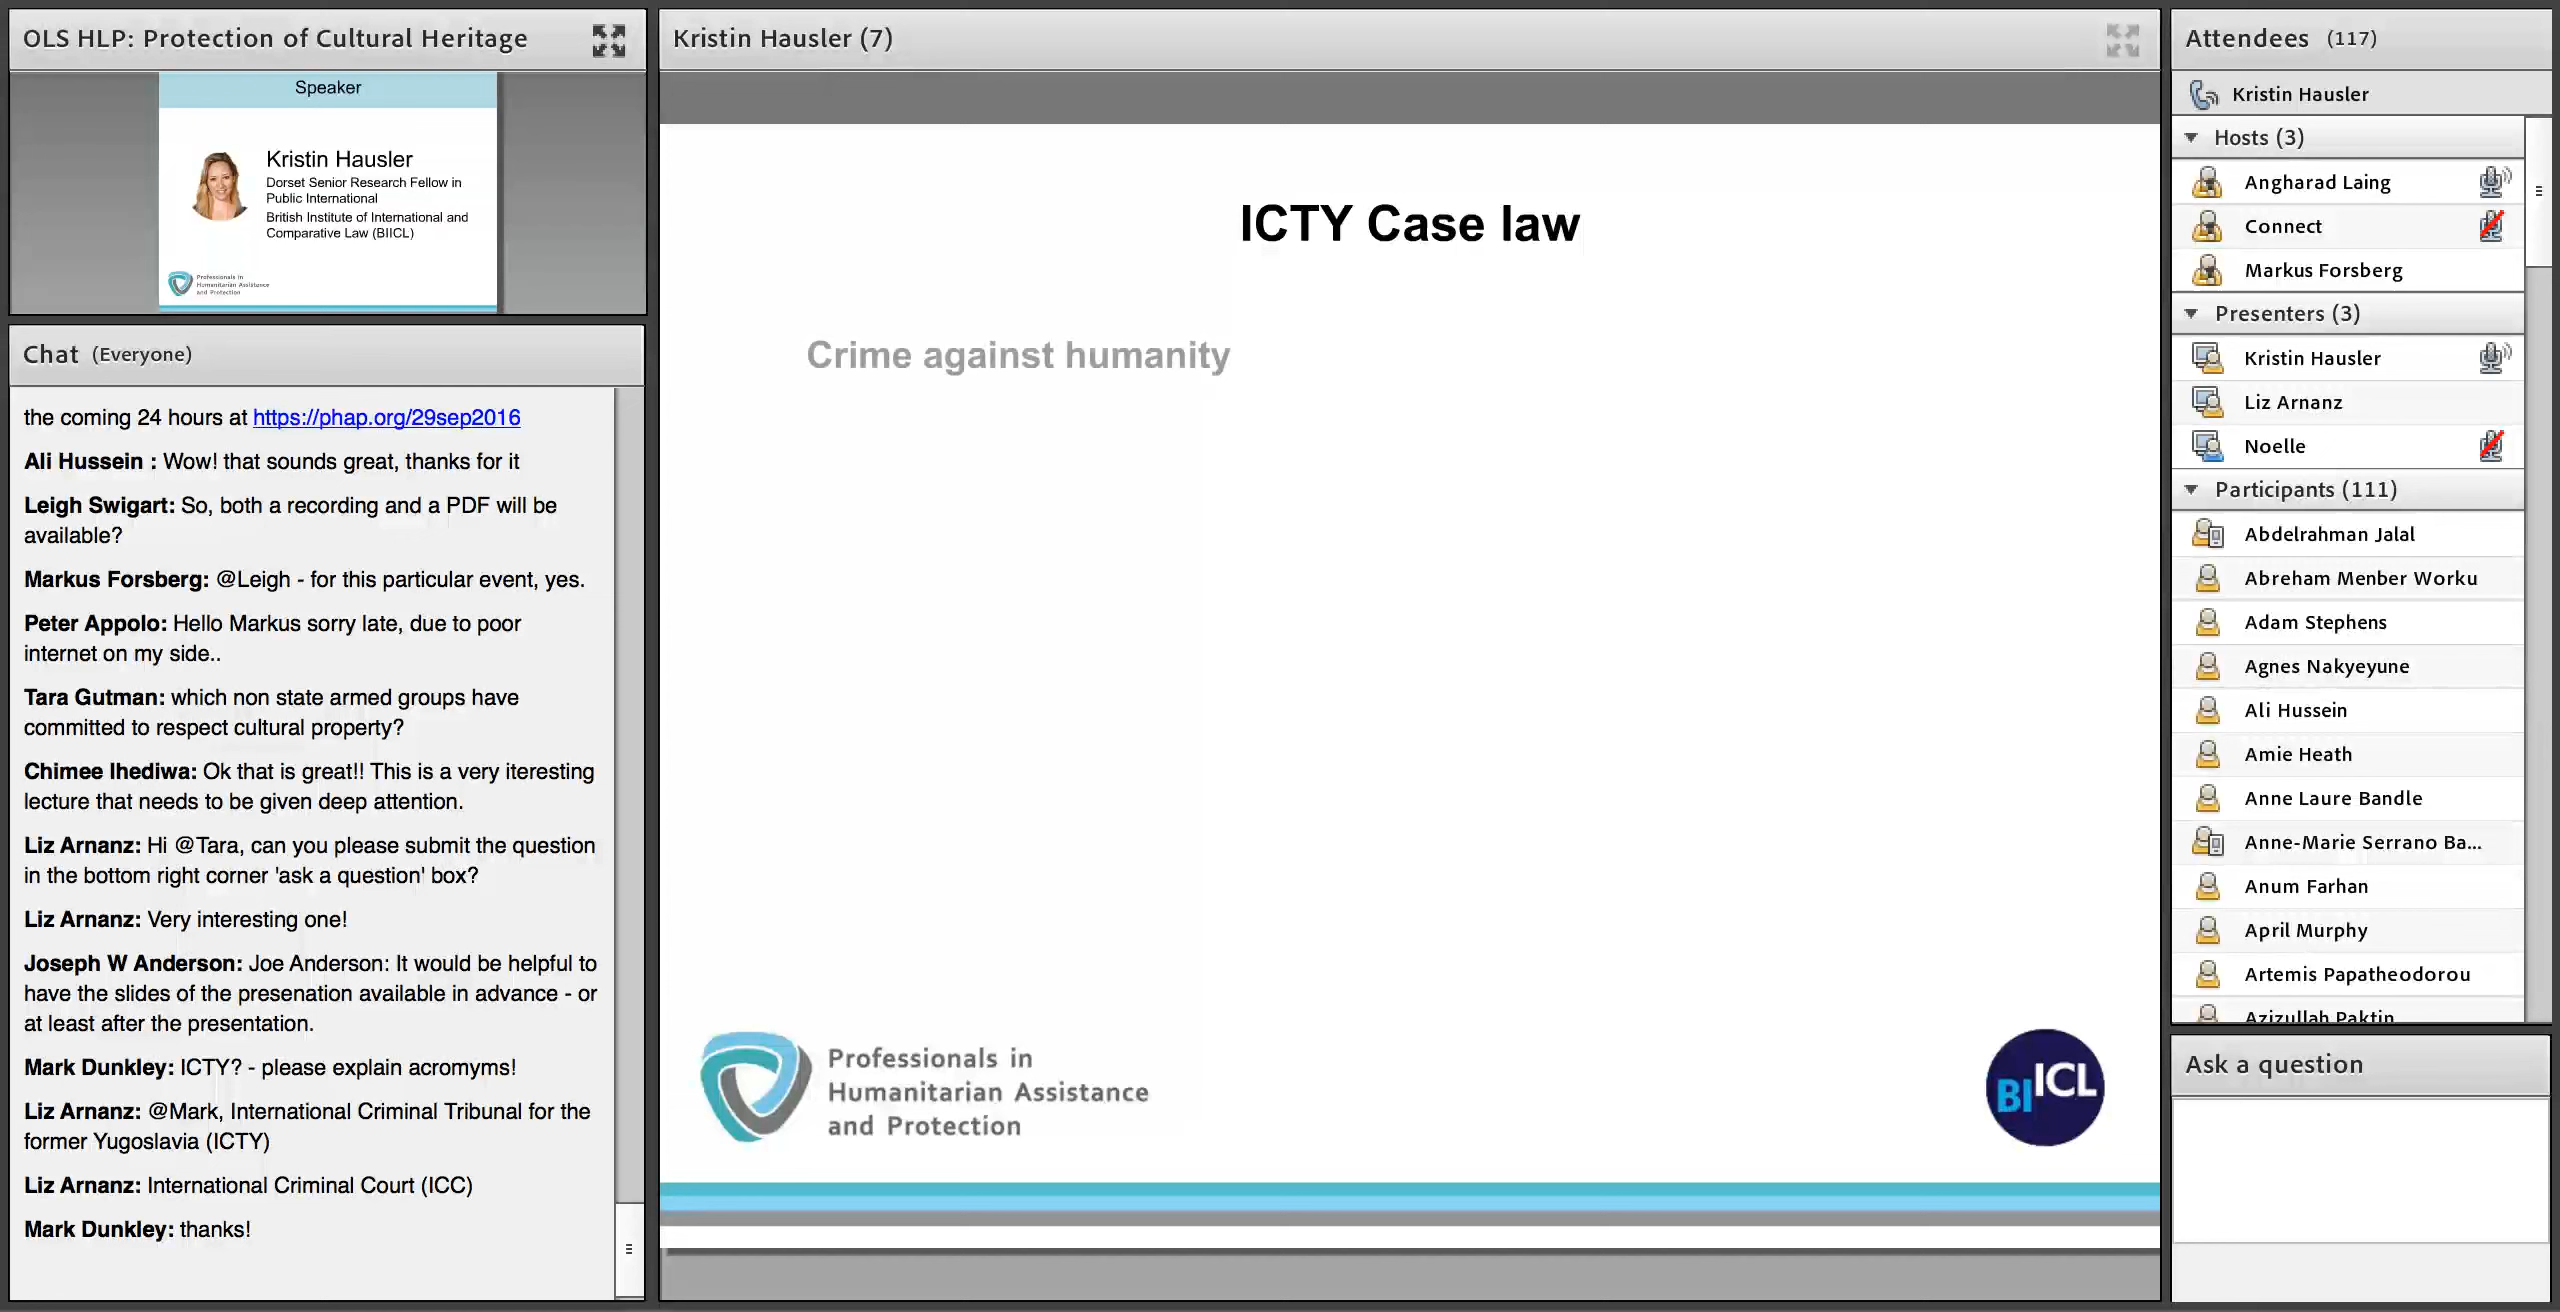 OLS HLP: Protection of Cultural Heritage
Speaker
Kristin Hausler
Dorset Senior Research Fellow in
Public International
British Institute of International and
Comparative Law (BIICL)
Professionals in
Humanitarian Assistance
and Protection
Chat (Everyone)
the coming 24 hours at https://phap.org/29sep2016
Ali Hussein : Wow! that sounds great, thanks for it
Leigh Swigart: So, both a recording and a PDF will be
available?
Markus Forsberg: @Leigh - for this particular event, yes.
Peter Appolo: Hello Markus sorry late, due to poor
internet on my side..
Tara Gutman: which non state armed groups have
committed to respect cultural property?
Chimee Ihediwa: Ok that is great!! This is a very iteresting
lecture that needs to be given deep attention.
Liz Arnanz: Hi @Tara, can you please submit the question
in the bottom right corner 'ask a question' box?
Liz Arnanz: Very interesting one!
Joseph W Anderson: Joe Anderson: It would be helpful to
have the slides of the presenation available in advance - or
at least after the presentation.
Mark Dunkley: ICTY? - please explain acromyms!
Liz Arnanz: @Mark, International Criminal Tribunal for the
former Yugoslavia (ICTY)
Liz Arnanz: International Criminal Court (ICC)
Mark Dunkley: thanks!
Kristin Hausler (7)
ICTY Case law
Crime against humanity
Professionals in
Humanitarian Assistance
and Protection
BIICL
Attendees (117)
Kristin Hausler
Hosts (3)
Angharad Laing
Connect
Markus Forsberg
Presenters (3)
Kristin Hausler
Liz Arnanz
Noelle
Participants (111)
Abdelrahman Jalal
Abreham Menber Worku
Adam Stephens
Agnes Nakyeyune
Ali Hussein
Amie Heath
Anne Laure Bandle
Anne-Marie Serrano Ba...
Anum Farhan
April Murphy
Artemis Papatheodorou
Azizullah Paktin
Ask a question